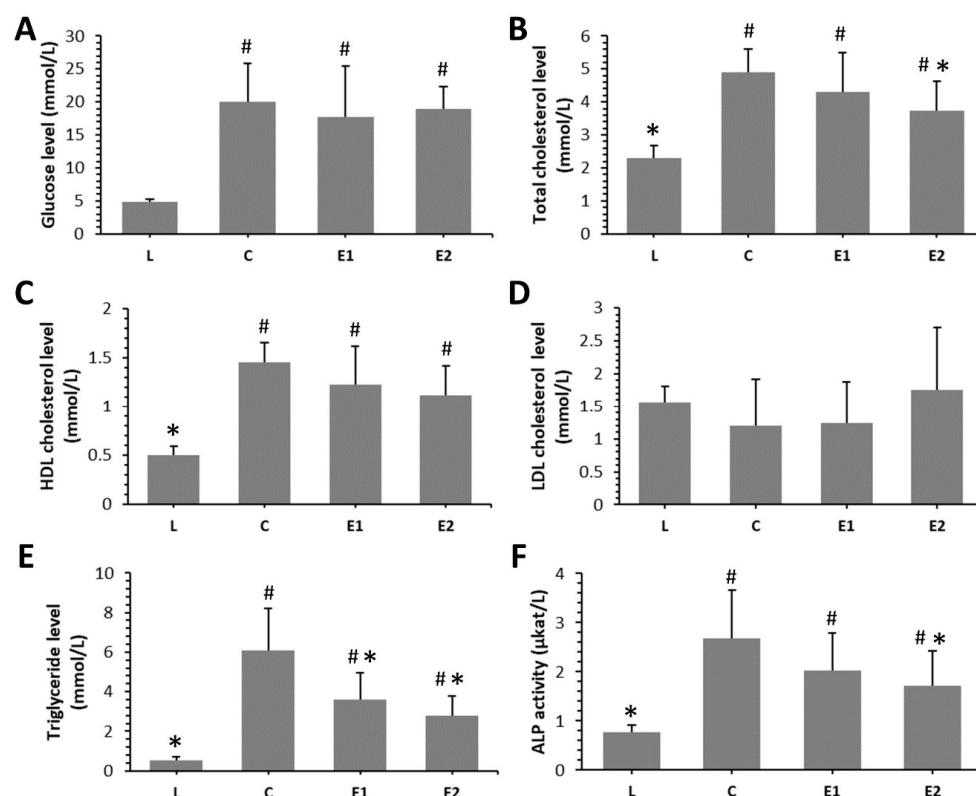 A
Glucose level (mmol/L)
30
25
20
15
10
5
0
#
#
#
L C E1 E2
B
Total cholesterol level
(mmol/L)
6
5
4
3
2
1
0
*
#
#
# *
L C E1 E2
C
HDL cholesterol level
(mmol/L)
2
1.5
1
0.5
0
*
#
#
#
L C E1 E2
D
LDL cholesterol level
(mmol/L)
3
2.5
2
1.5
1
0.5
0
L C E1 E2
E
Triglyceride level
(mmol/L)
10
8
6
4
2
0
*
#
# *
# *
L C E1 E2
F
ALP activity (µkat/L)
4
3
2
1
0
*
#
#
# *
L C E1 E2